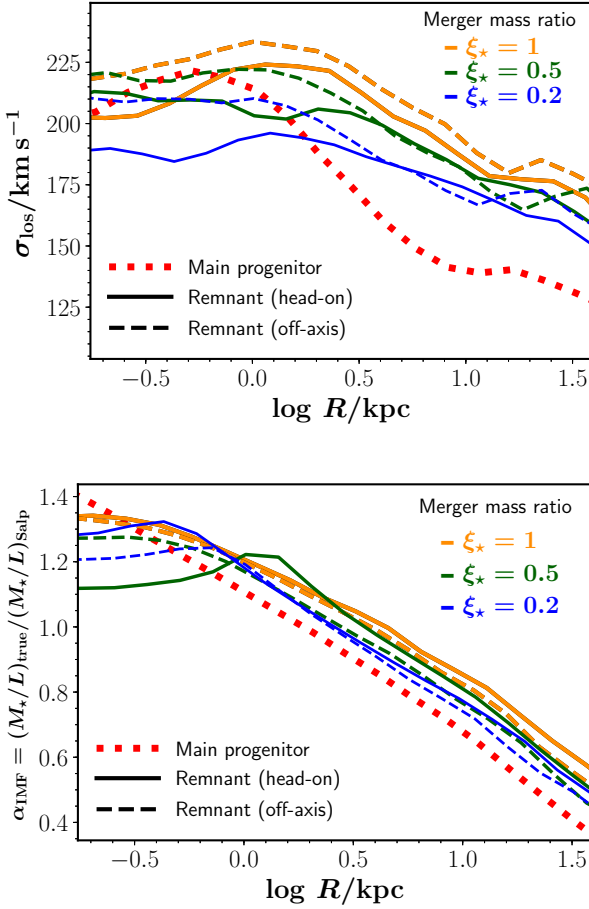 Merger mass ratio
ξ⋆ = 1
ξ⋆ = 0.5
ξ⋆ = 0.2
225
200
175
150
125
σlos/km s−1
Main progenitor
Remnant (head-on)
Remnant (off-axis)
−0.5 0.0 0.5 1.0 1.5
log R/kpc
1.4
1.2
1.0
0.8
0.6
0.4
αIMF = (M⋆/L)true/(M⋆/L)Salp
Merger mass ratio
ξ⋆ = 1
ξ⋆ = 0.5
ξ⋆ = 0.2
Main progenitor
Remnant (head-on)
Remnant (off-axis)
−0.5 0.0 0.5 1.0 1.5
log R/kpc